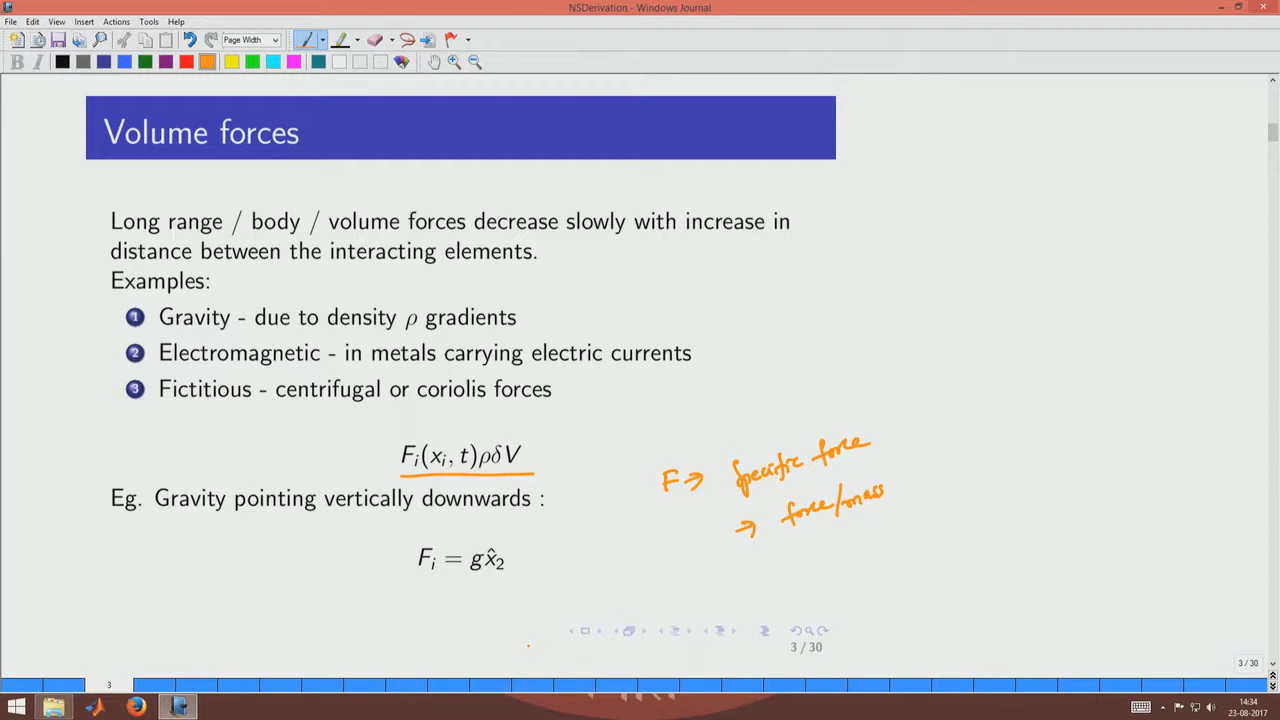 NSDerivation - Windows Journal
File Edit View Insert Actions Tools Help
Page Width
B I
Volume forces
Long range / body / volume forces decrease slowly with increase in
distance between the interacting elements.
Examples:
1 Gravity - due to density ρ gradients
2 Electromagnetic - in metals carrying electric currents
3 Fictitious - centrifugal or coriolis forces
F_i(x_i, t)ρδV
F → specific force
→ force/mass
Eg. Gravity pointing vertically downwards :
F_i = gx̂_2
3 / 30
3 / 30
3
14:34
23-08-2017